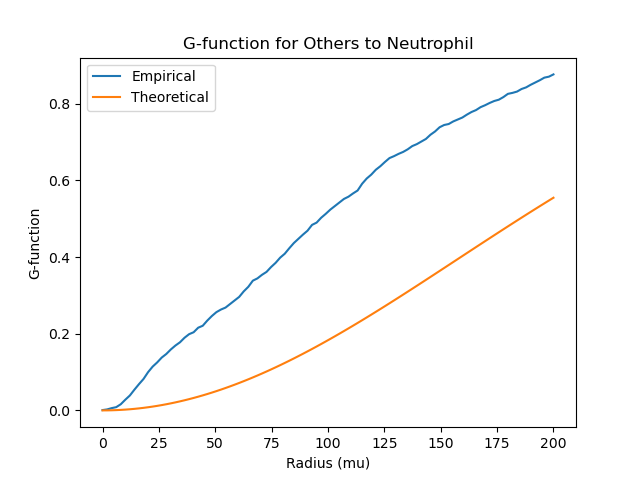 G-function for Others to Neutrophil
Empirical
Theoretical
G-function
0.8
0.6
0.4
0.2
0.0
0 25 50 75 100 125 150 175 200
Radius (mu)